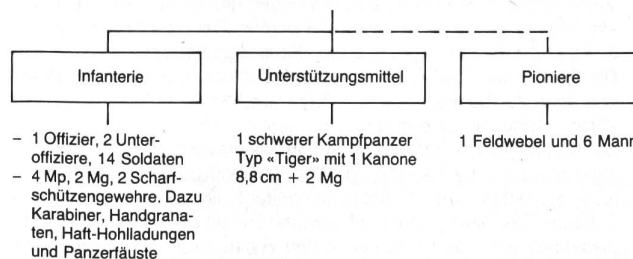 Infanterie
Unterstützungsmittel
Pioniere
– 1 Offizier, 2 Unter-
offiziere, 14 Soldaten
– 4 Mp, 2 Mg, 2 Scharf-
schützengewehre. Dazu
Karabiner, Handgrana-
ten, Haft-Hohlladungen
und Panzerfäuste
1 schwerer Kampfpanzer
Typ «Tiger» mit 1 Kanone
8,8 cm + 2 Mg
1 Feldwebel und 6 Mann